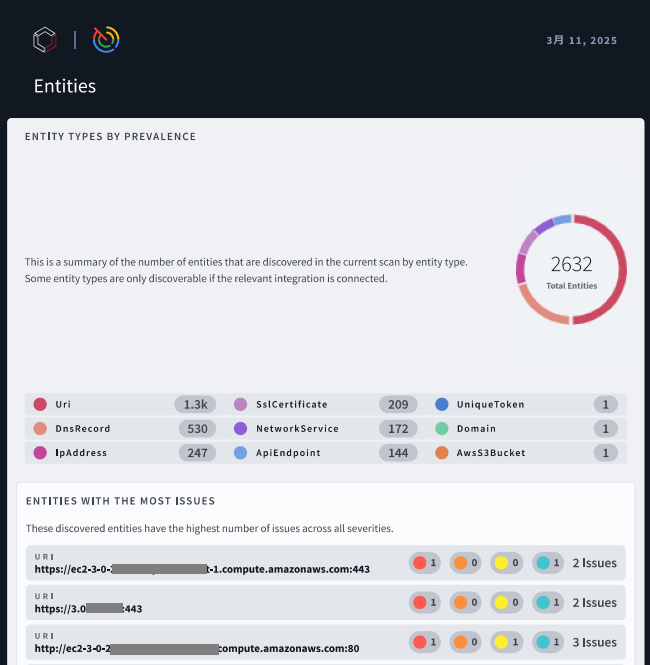 3月 11, 2025
Entities
ENTITY TYPES BY PREVALENCE
This is a summary of the number of entities that are discovered in the current scan by entity type.
Some entity types are only discoverable if the relevant integration is connected.
2632
Total Entities
Uri 1.3k SslCertificate 209 UniqueToken 1
DnsRecord 530 NetworkService 172 Domain 1
IpAddress 247 ApiEndpoint 144 AwsS3Bucket 1
ENTITIES WITH THE MOST ISSUES
These discovered entities have the highest number of issues across all severities.
URI
https://ec2-3-0- t-1.compute.amazonaws.com:443 1 0 0 1 2 Issues
URI
https://3.0 :443 1 0 0 1 2 Issues
URI
http://ec2-3-0-2 compute.amazonaws.com:80 1 0 1 1 3 Issues